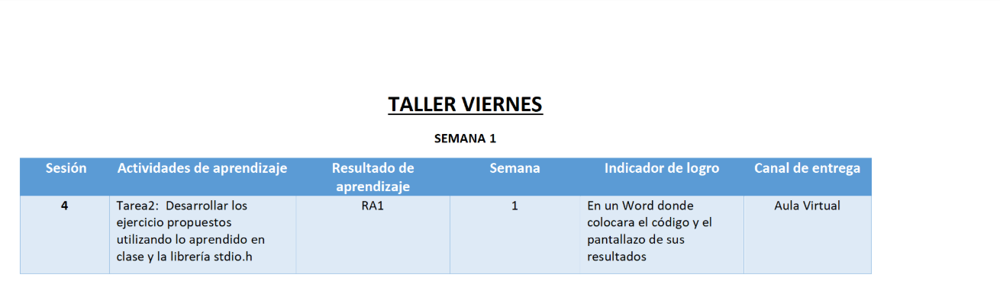 TALLER VIERNES
SEMANA 1
Sesión
Actividades de aprendizaje
Resultado de
aprendizaje
Semana
Indicador de logro
Canal de entrega
4
Tarea2: Desarrollar los
ejercicio propuestos
utilizando lo aprendido en
clase y la librería stdio.h
RA1
1
En un Word donde
colocara el código y el
pantallazo de sus
resultados
Aula Virtual